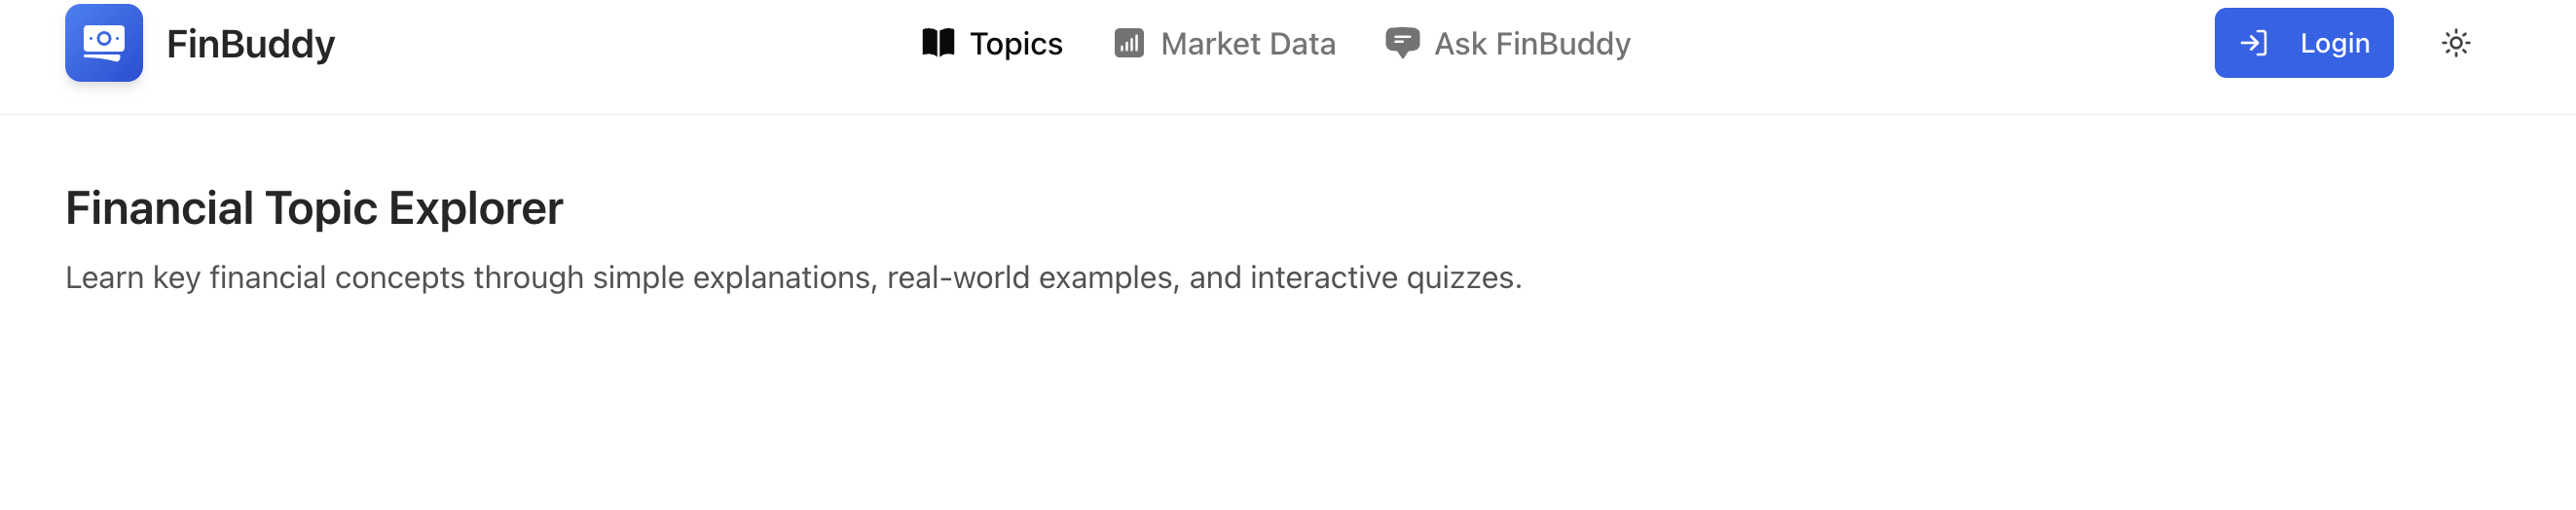 FinBuddy
Topics
Market Data
Ask FinBuddy
Login
Financial Topic Explorer
Learn key financial concepts through simple explanations, real-world examples, and interactive quizzes.